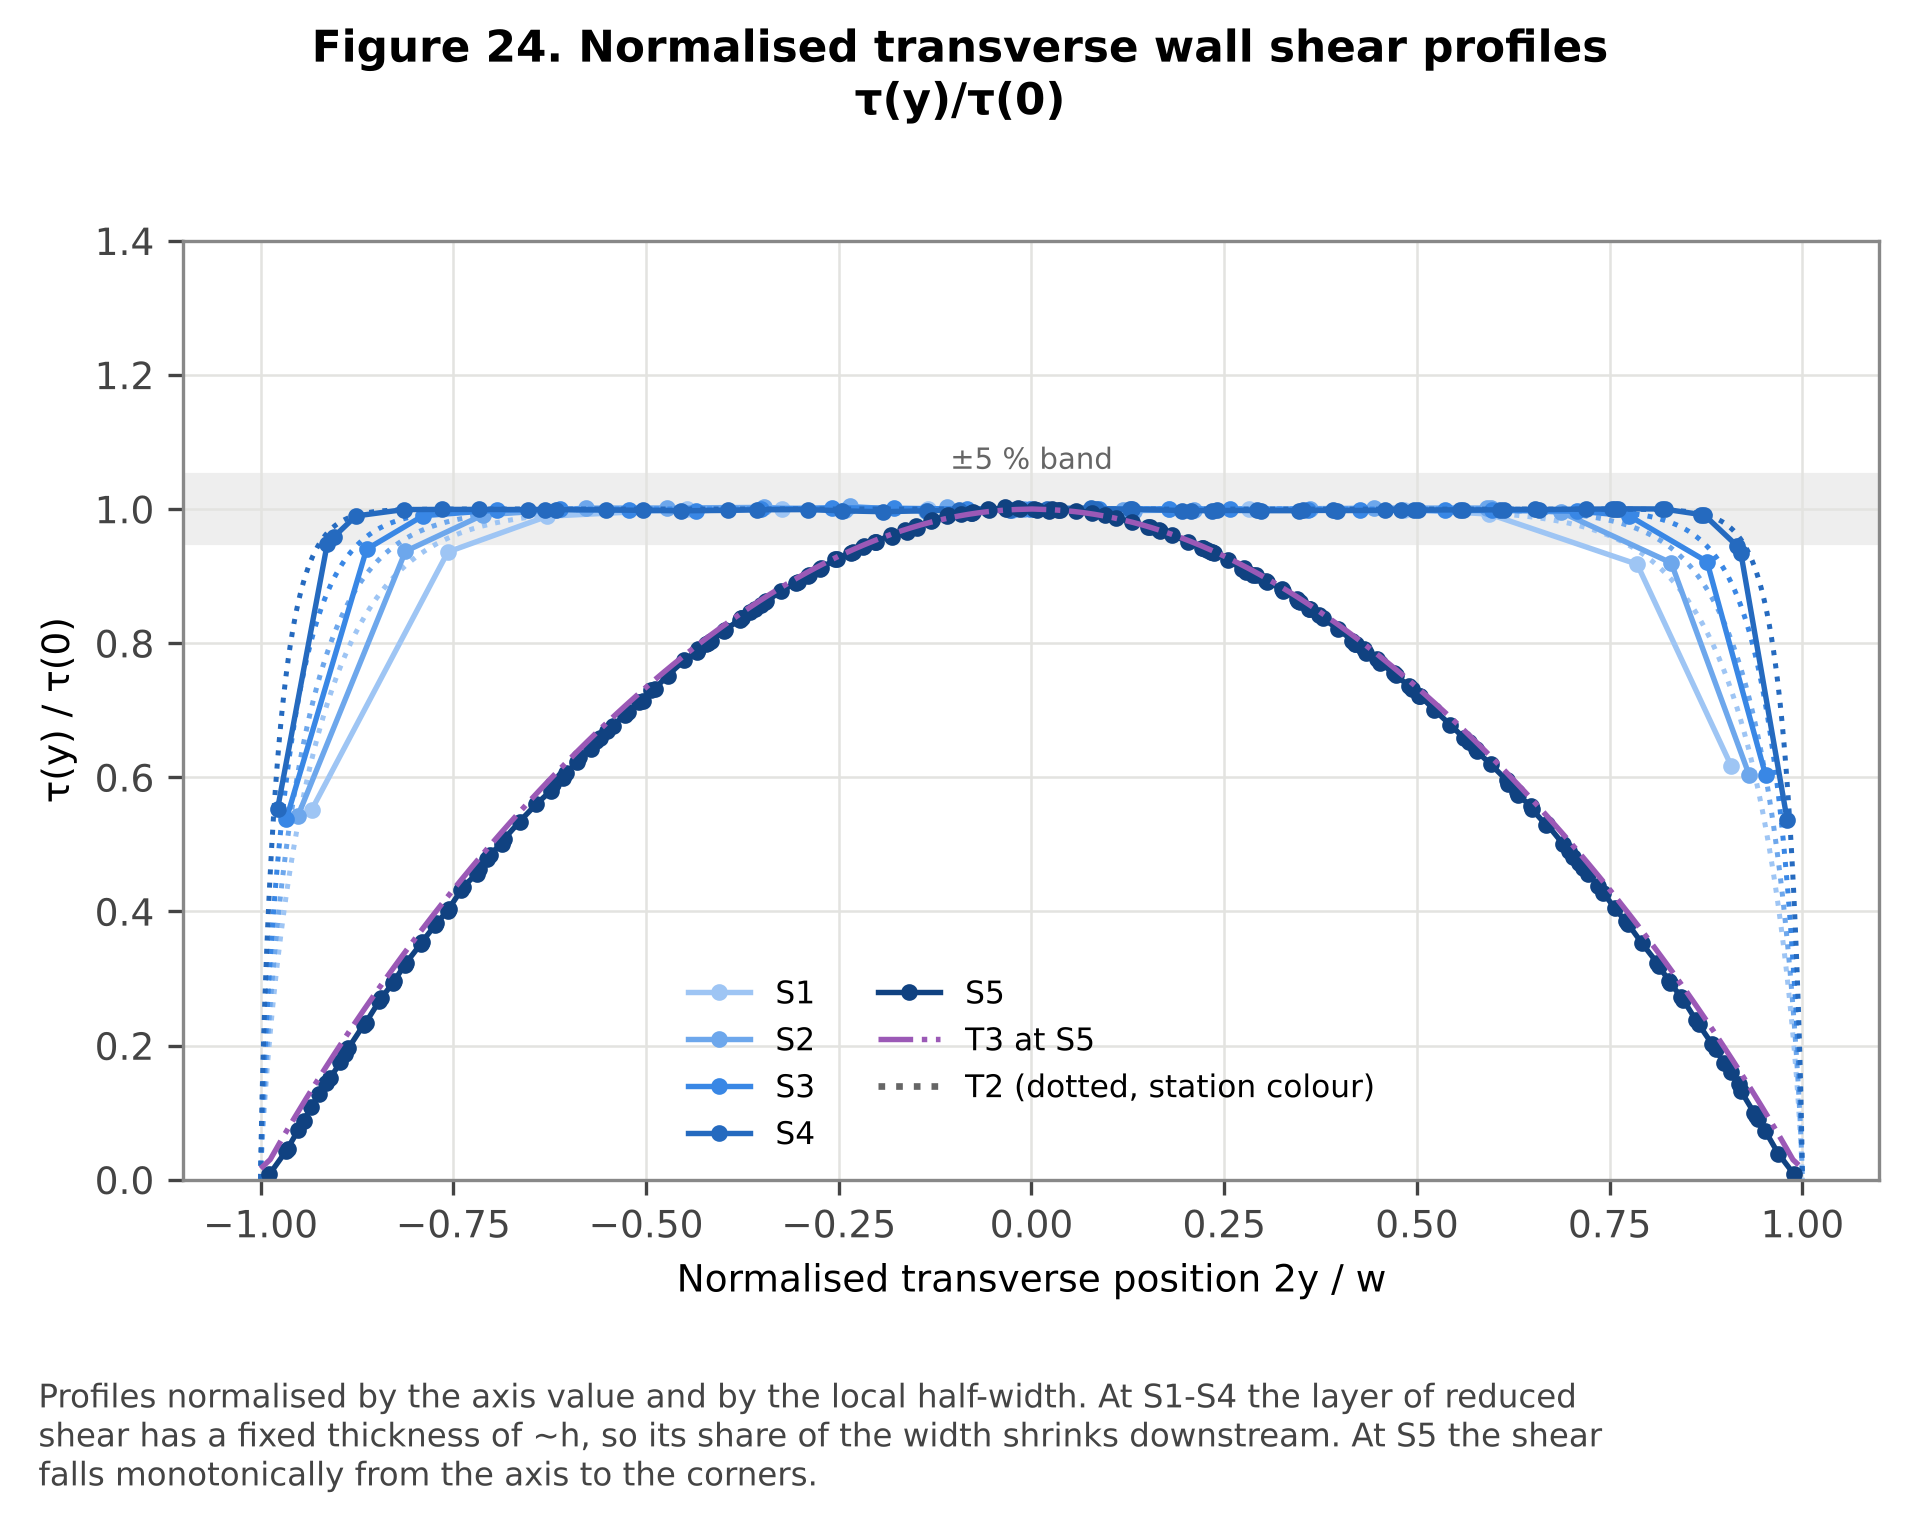 Figure 24. Normalised transverse wall shear profiles
τ(y)/τ(0)
1.4
1.2
1.0
0.8
0.6
0.4
0.2
0.0
τ(y) / τ(0)
±5 % band
S1
S2
S3
S4
S5
T3 at S5
T2 (dotted, station colour)
−1.00 −0.75 −0.50 −0.25 0.00 0.25 0.50 0.75 1.00
Normalised transverse position 2y / w
Profiles normalised by the axis value and by the local half-width. At S1-S4 the layer of reduced
shear has a fixed thickness of ~h, so its share of the width shrinks downstream. At S5 the shear
falls monotonically from the axis to the corners.